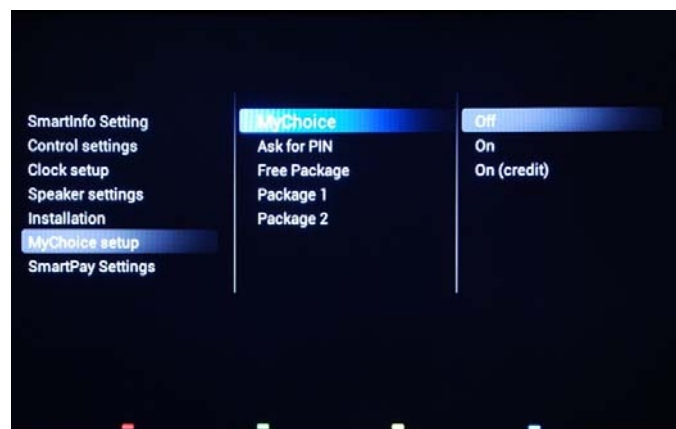 SmartInfo Setting
Control settings
Clock setup
Speaker settings
Installation
MyChoice setup
SmartPay Settings
MyChoice
Ask for PIN
Free Package
Package 1
Package 2
Off
On
On (credit)